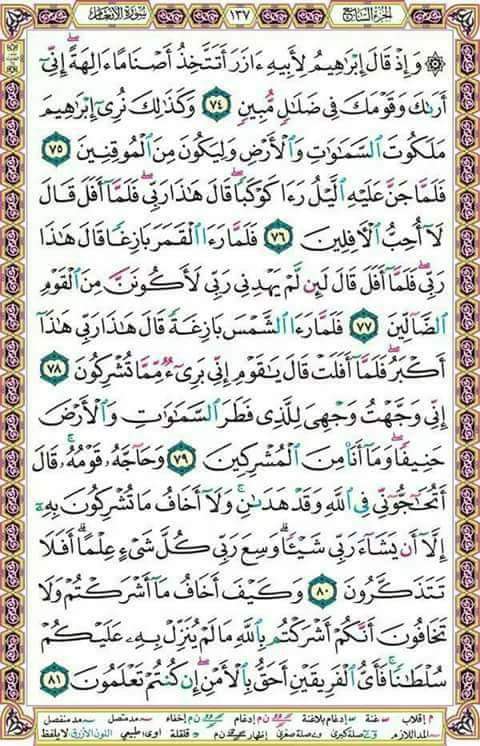 سورة الأنعام ١٣٧ الجزء السابع
۞ وَإِذْ قَالَ إِبْرَٰهِيمُ لِأَبِيهِ ءَازَرَ أَتَتَّخِذُ أَصْنَامًا ءَالِهَةً ۖ إِنِّىٓ
أَرَىٰكَ وَقَوْمَكَ فِى ضَلَـٰلٍ مُّبِينٍ ٧٤ وَكَذَٰلِكَ نُرِىٓ إِبْرَٰهِيمَ
مَلَكُوتَ ٱلسَّمَـٰوَٰتِ وَٱلْأَرْضِ وَلِيَكُونَ مِنَ ٱلْمُوقِنِينَ ٧٥
فَلَمَّا جَنَّ عَلَيْهِ ٱلَّيْلُ رَءَا كَوْكَبًا ۖ قَالَ هَـٰذَا رَبِّى ۖ فَلَمَّآ أَفَلَ قَالَ
لَآ أُحِبُّ ٱلْـَٔافِلِينَ ٧٦ فَلَمَّا رَءَا ٱلْقَمَرَ بَازِغًا قَالَ هَـٰذَا
رَبِّى ۖ فَلَمَّآ أَفَلَ قَالَ لَئِن لَّمْ يَهْدِنِى رَبِّى لَأَكُونَنَّ مِنَ ٱلْقَوْمِ
ٱلضَّآلِّينَ ٧٧ فَلَمَّا رَءَا ٱلشَّمْسَ بَازِغَةً قَالَ هَـٰذَا رَبِّى هَـٰذَآ
أَكْبَرُ ۖ فَلَمَّآ أَفَلَتْ قَالَ يَـٰقَوْمِ إِنِّى بَرِىٓءٌ مِّمَّا تُشْرِكُونَ ٧٨
إِنِّى وَجَّهْتُ وَجْهِىَ لِلَّذِى فَطَرَ ٱلسَّمَـٰوَٰتِ وَٱلْأَرْضَ
حَنِيفًا ۖ وَمَآ أَنَا۠ مِنَ ٱلْمُشْرِكِينَ ٧٩ وَحَآجَّهُۥ قَوْمُهُۥ ۚ قَالَ
أَتُحَـٰٓجُّوٓنِّى فِى ٱللَّهِ وَقَدْ هَدَىٰنِ ۚ وَلَآ أَخَافُ مَا تُشْرِكُونَ بِهِۦٓ
إِلَّآ أَن يَشَآءَ رَبِّى شَيْـًٔا ۗ وَسِعَ رَبِّى كُلَّ شَىْءٍ عِلْمًا ۗ أَفَلَا
تَتَذَكَّرُونَ ٨٠ وَكَيْفَ أَخَافُ مَآ أَشْرَكْتُمْ وَلَا
تَخَافُونَ أَنَّكُمْ أَشْرَكْتُم بِٱللَّهِ مَا لَمْ يُنَزِّلْ بِهِۦ عَلَيْكُمْ
سُلْطَـٰنًا ۚ فَأَىُّ ٱلْفَرِيقَيْنِ أَحَقُّ بِٱلْأَمْنِ ۖ إِن كُنتُمْ تَعْلَمُونَ ٨١
م إقلاب غنة إدغام بلاغنة ن م إدغام ن م إخفاء مد متصل مد منفصل
المد اللازم صلة كبرى صلة صغرى إظهار قلقلة طبيعي اللون الأزرق لا يلفظ